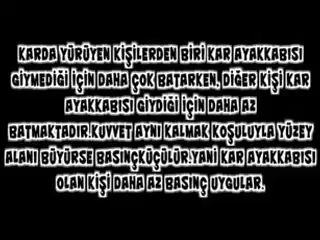 KARDA YÜRÜYEN KİŞİLERDEN BİRİ KAR AYAKKABISI
GİYMEDİĞİ İÇİN DAHA ÇOK BATARKEN, DİĞER KİŞİ KAR
AYAKKABISI GİYDİĞİ İÇİN DAHA AZ
BATMAKTADIR.KUVVET AYNI KALMAK KOŞULUYLA YÜZEY
ALANI BÜYÜRSE BASINÇKÜÇÜLÜR.YANİ KAR AYAKKABISI
OLAN KİŞİ DAHA AZ BASINÇ UYGULAR.